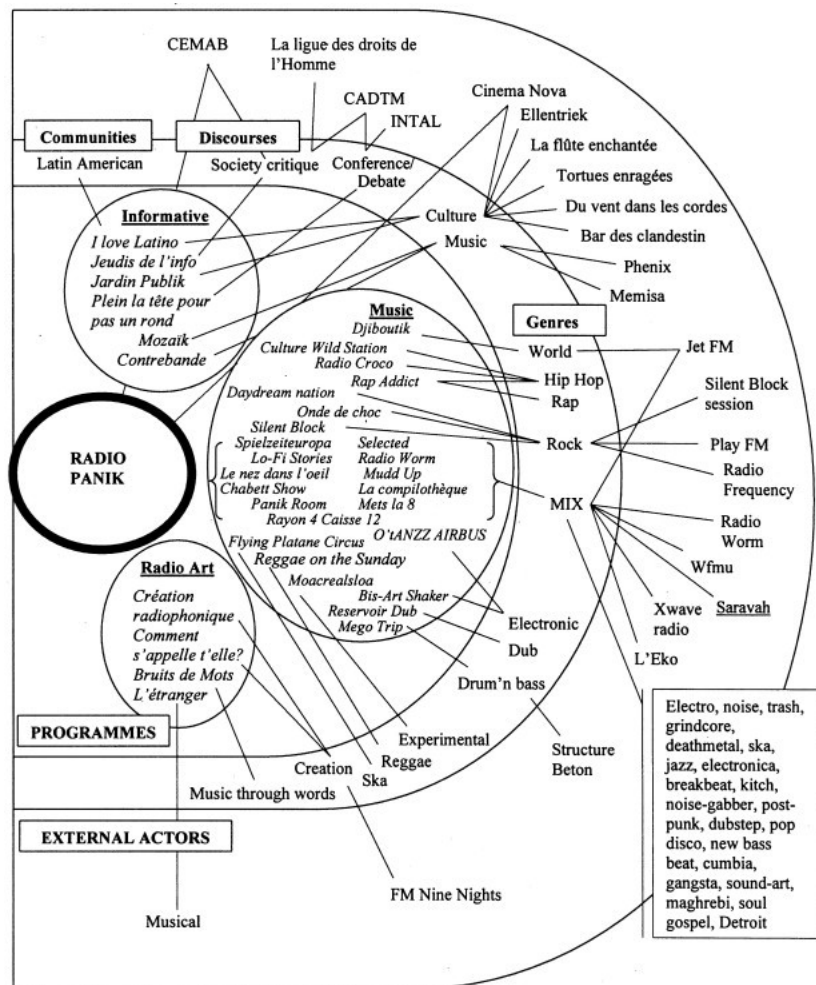 CEMAB
La ligue des droits de
l'Homme
CADTM
INTAL
Cinema Nova
Ellentriek
La flûte enchantée
Tortues enragées
Du vent dans les cordes
Bar des clandestin
Phenix
Memisa
Communities
Discourses
Latin American
Society critique
Conference/
Debate
Culture
Music
Informative
I love Latino
Jeudis de l'info
Jardin Publik
Plein la tête pour
pas un rond
Mozaïk
Contrebande
Music
Djiboutik
Culture Wild Station
Radio Croco
Rap Addict
Daydream nation
Onde de choc
Silent Block
Spielzeiteuropa Selected
Lo-Fi Stories Radio Worm
Le nez dans l'oeil Mudd Up
Chabett Show La compilothèque
Panik Room Mets la 8
Rayon 4 Caisse 12
O'tANZZ AIRBUS
Flying Platane Circus
Reggae on the Sunday
Moacrealsloa
Bis-Art Shaker
Reservoir Dub
Mego Trip
Genres
World
Hip Hop
Rap
Rock
MIX
Electronic
Dub
Drum'n bass
Jet FM
Silent Block
session
Play FM
Radio
Frequency
Radio
Worm
Wfmu
Saravah
Xwave
radio
L'Eko
RADIO
PANIK
Radio Art
Création
radiophonique
Comment
s'appelle t'elle?
Bruits de Mots
L'étranger
PROGRAMMES
Experimental
Reggae
Creation
Ska
Music through words
Structure
Beton
EXTERNAL ACTORS
FM Nine Nights
Musical
Electro, noise, trash,
grindcore,
deathmetal, ska,
jazz, electronica,
breakbeat, kitch,
noise-gabber, post-
punk, dubstep, pop
disco, new bass
beat, cumbia,
gangsta, sound-art,
maghrebi, soul
gospel, Detroit